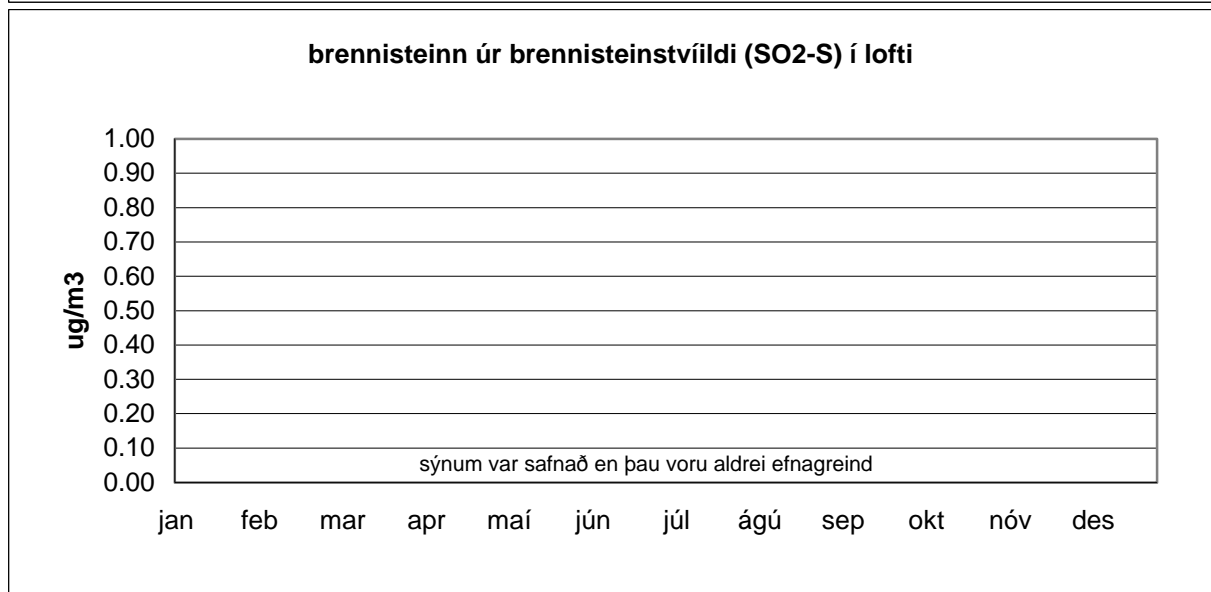 brennisteinn úr brennisteinstvíildi (SO2-S) í lofti
ug/m3
1.00
0.90
0.80
0.70
0.60
0.50
0.40
0.30
0.20
0.10
0.00
sýnum var safnað en þau voru aldrei efnagreind
jan feb mar apr maí jún júl ágú sep okt nóv des